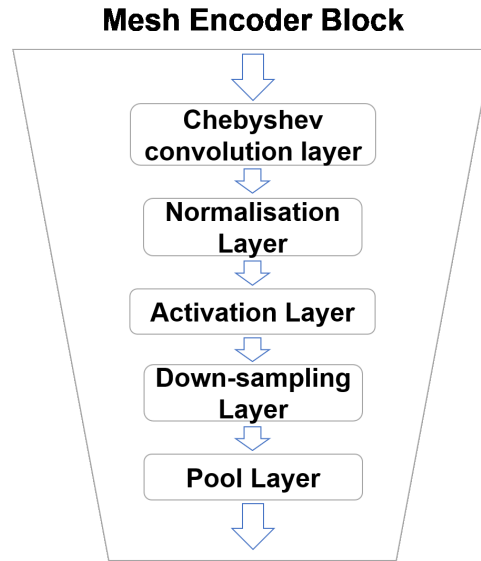 Mesh Encoder Block
Chebyshev
convolution layer
Normalisation
Layer
Activation Layer
Down-sampling
Layer
Pool Layer